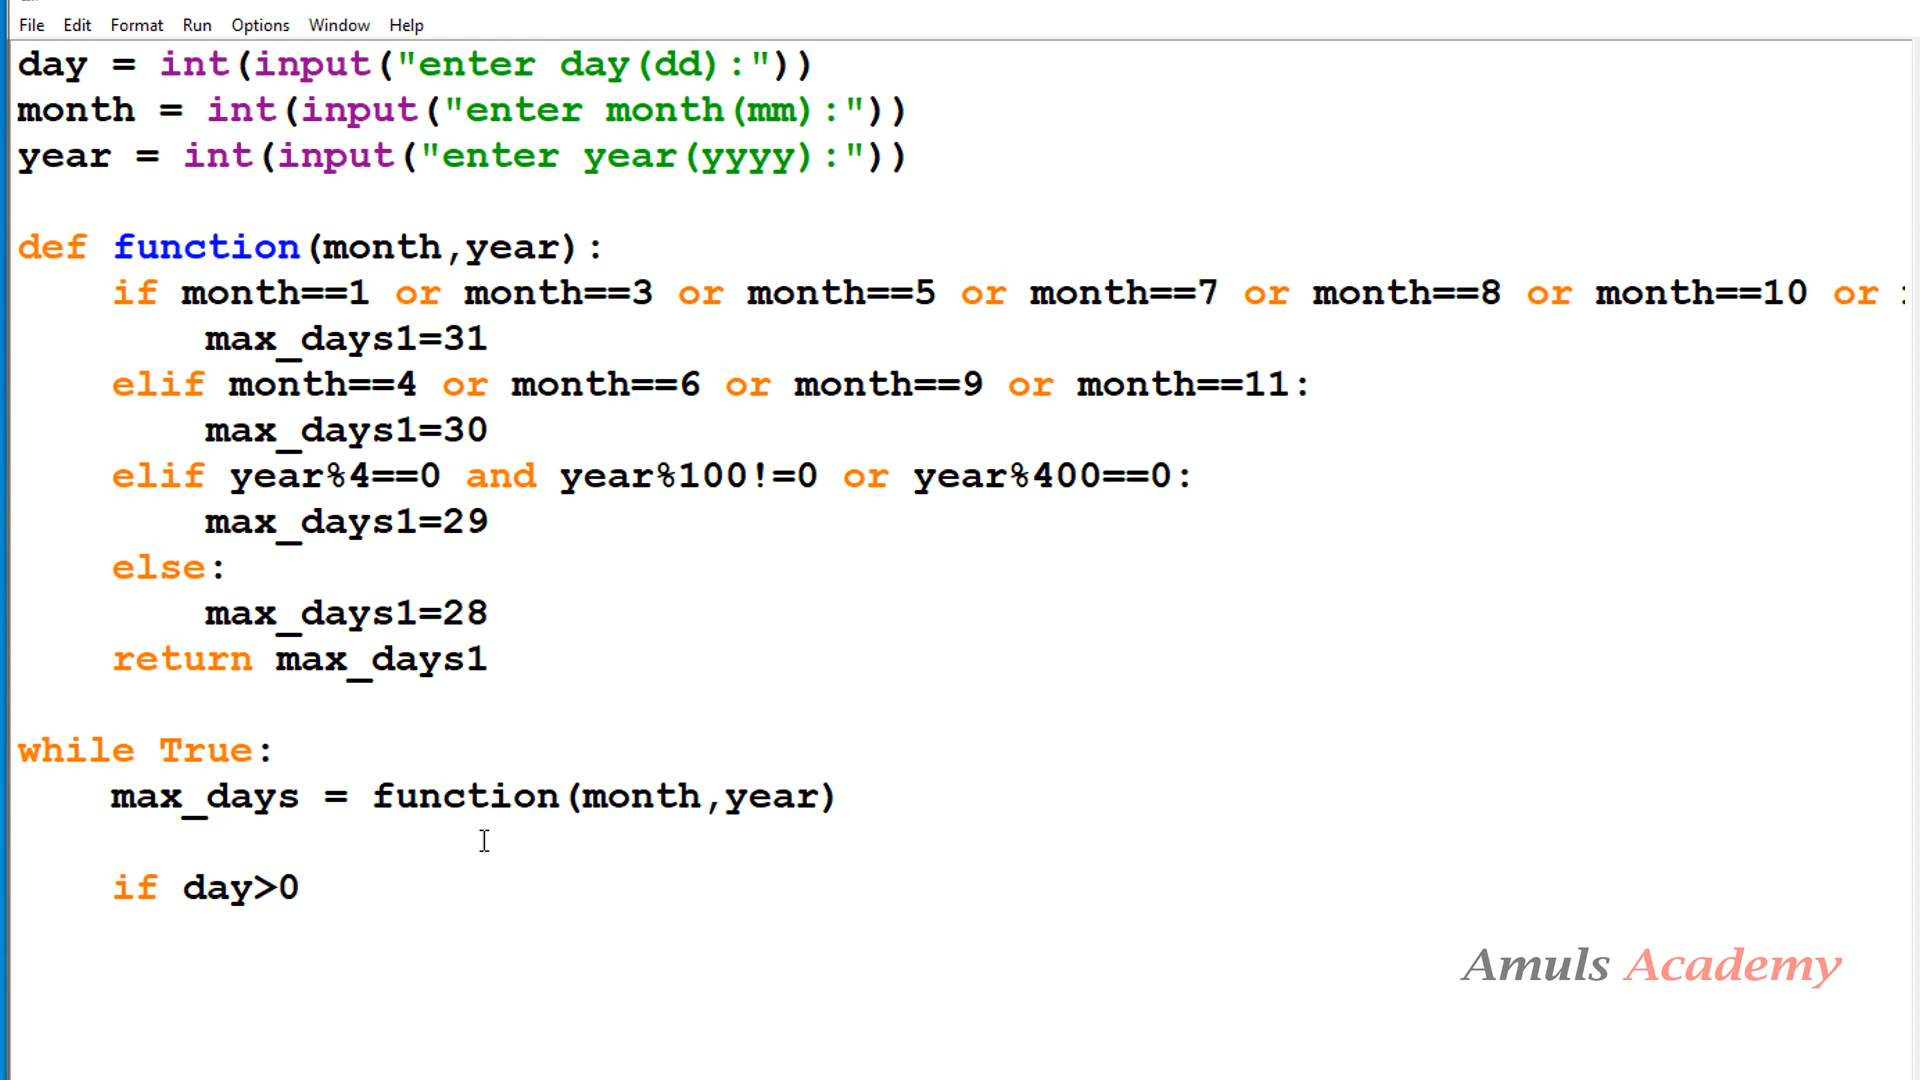 File Edit Format Run Options Window Help
day = int(input("enter day(dd):"))
month = int(input("enter month(mm):"))
year = int(input("enter year(yyyy):"))
def function(month,year):
if month==1 or month==3 or month==5 or month==7 or month==8 or month==10 or
max_days1=31
elif month==4 or month==6 or month==9 or month==11:
max_days1=30
elif year%4==0 and year%100!=0 or year%400==0:
max_days1=29
else:
max_days1=28
return max_days1
while True:
max_days = function(month,year)
if day>0
Amuls Academy